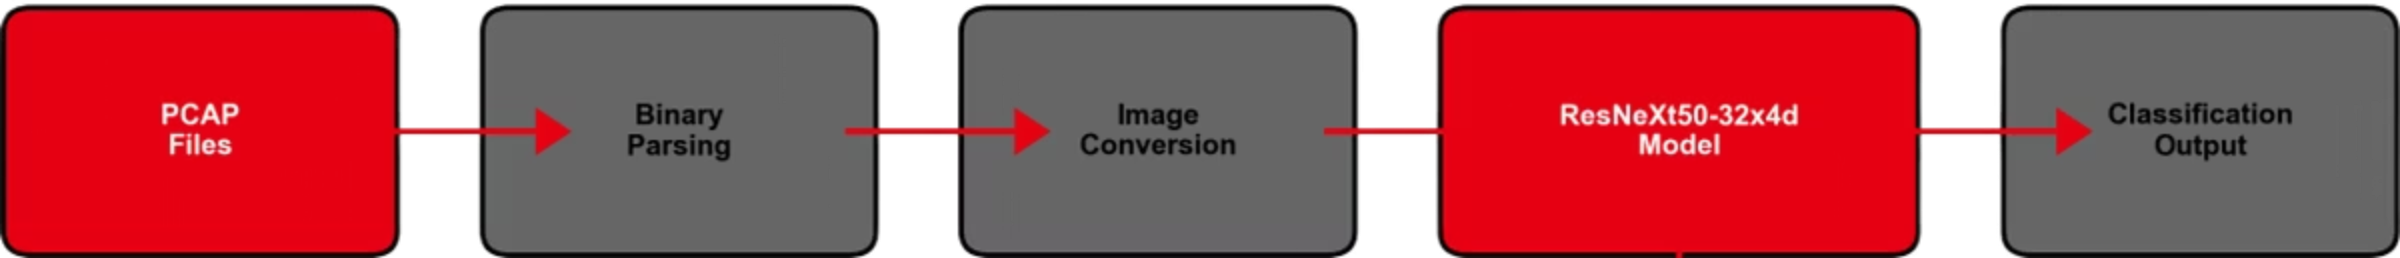 PCAP
Files
Binary
Parsing
Image
Conversion
ResNeXt50-32x4d
Model
Classification
Output